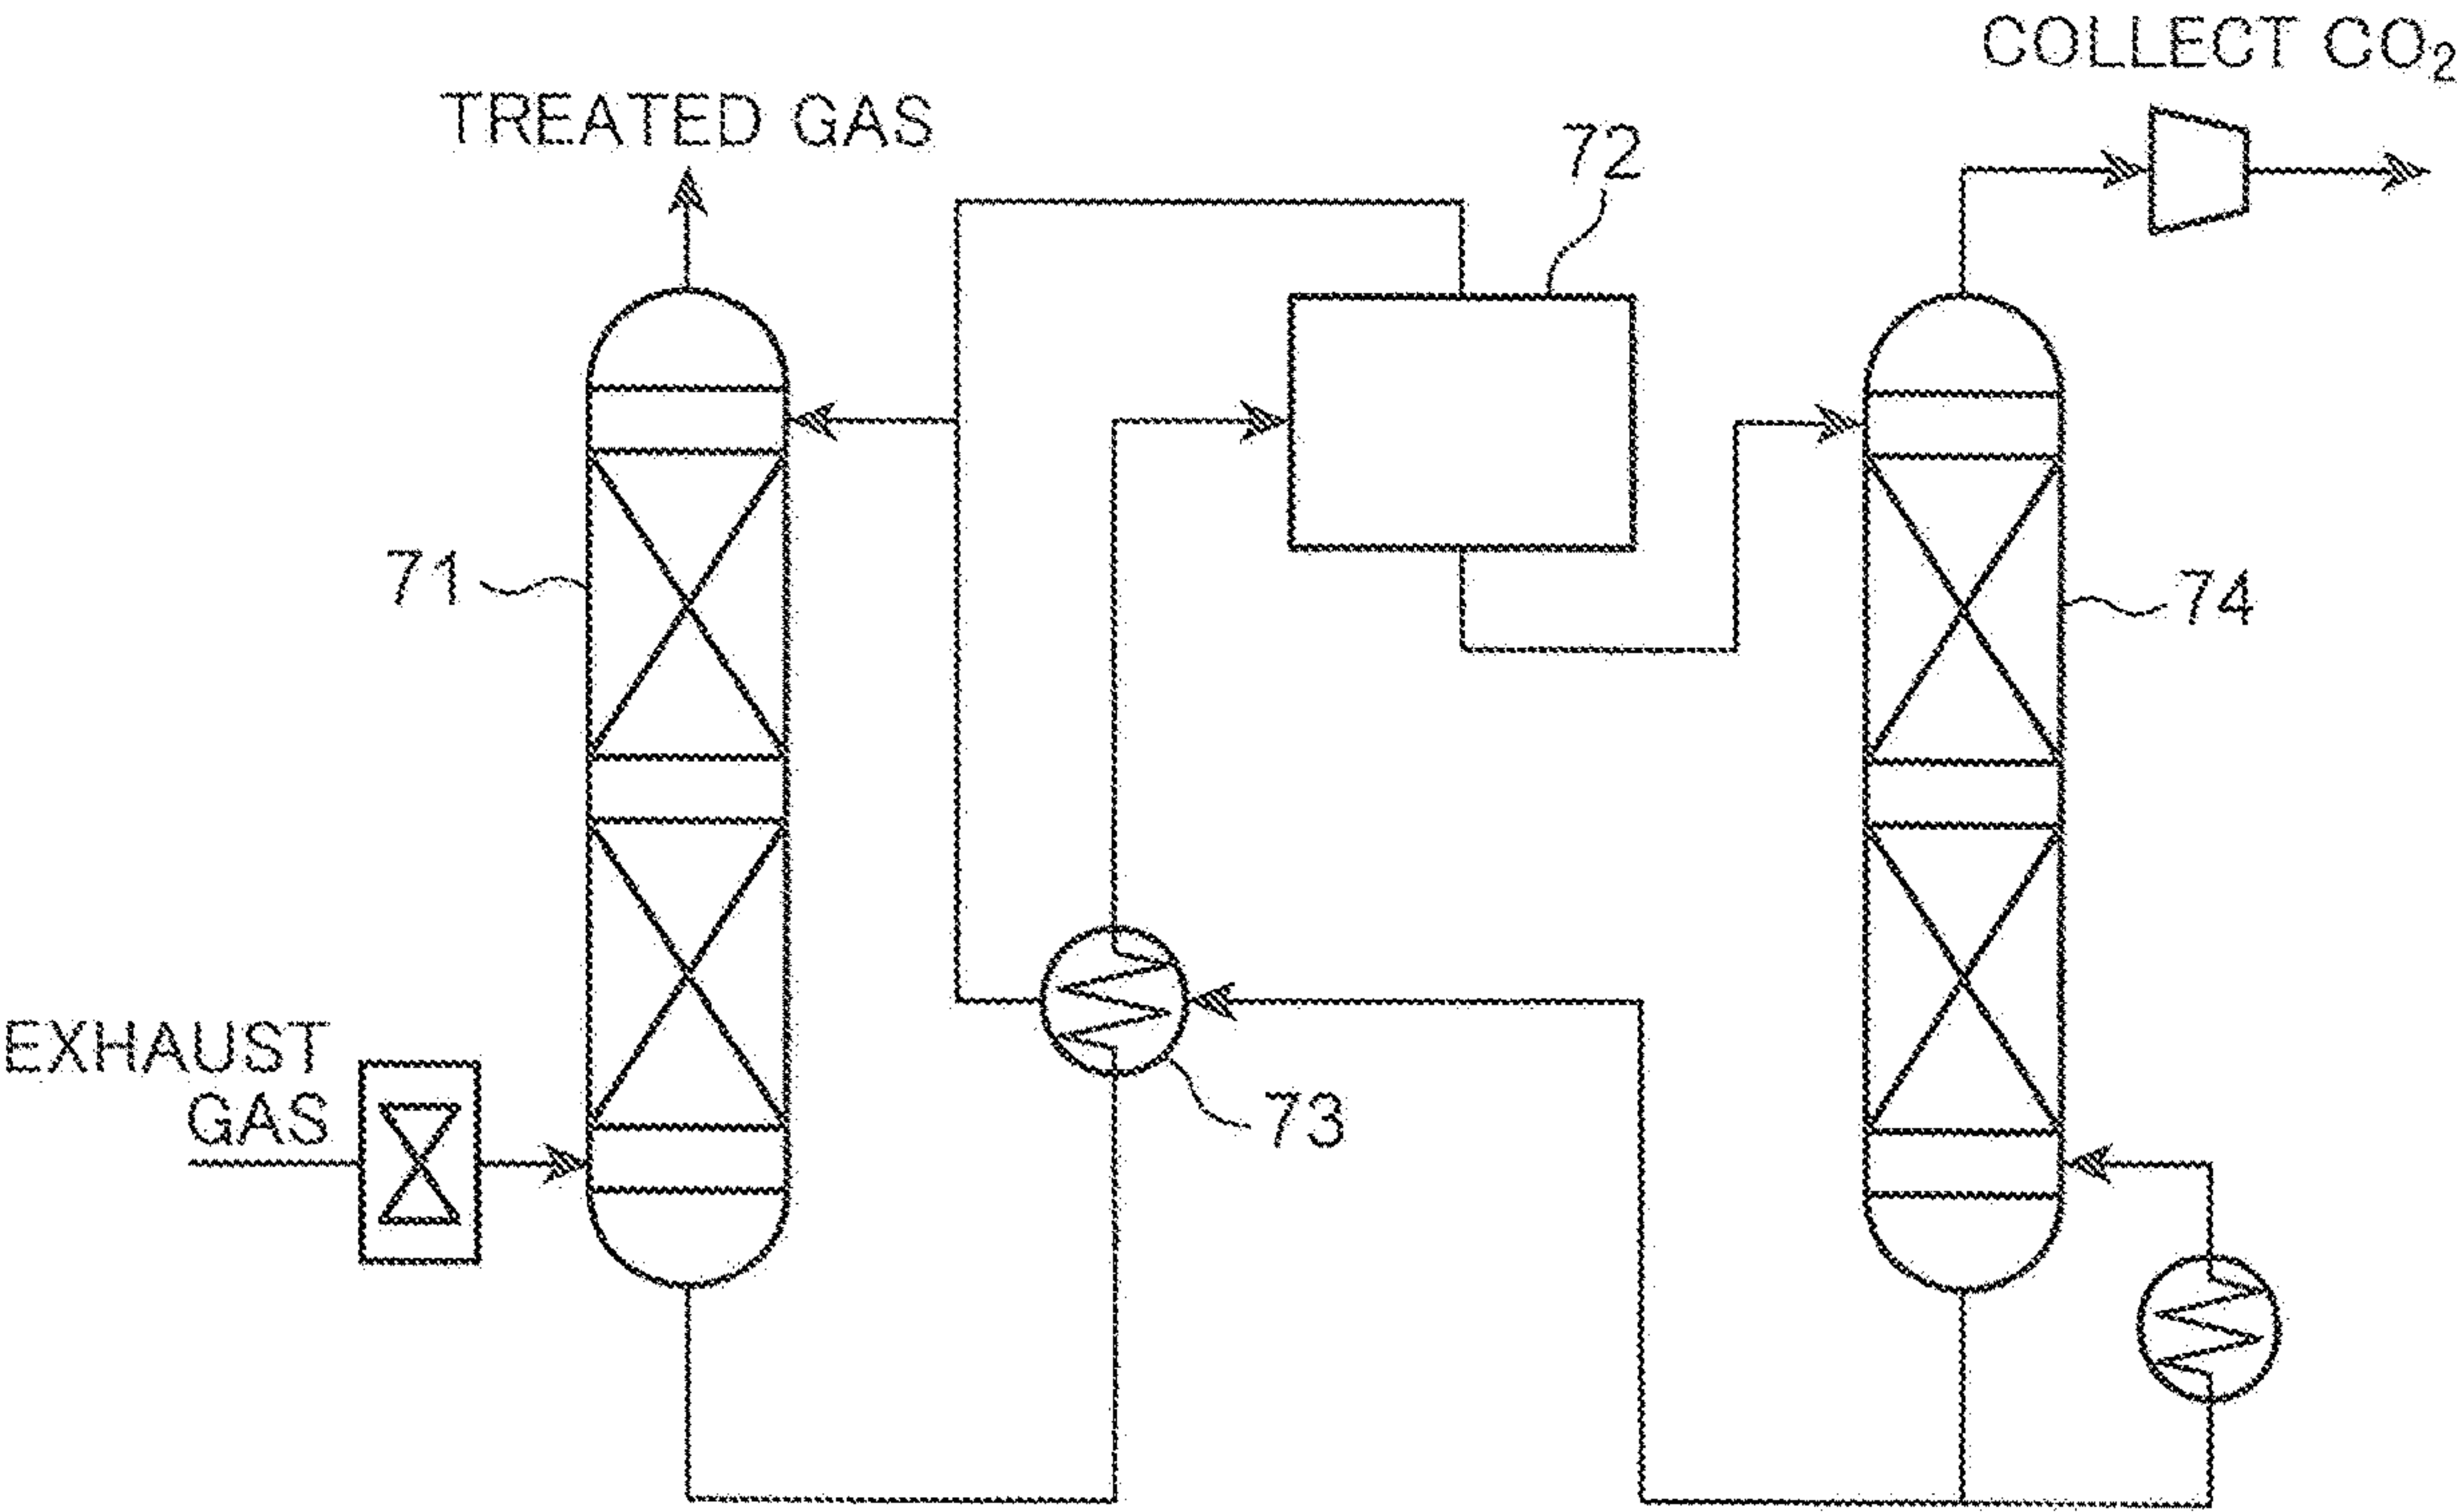 COLLECT CO₂
TREATED GAS
72
71
74
EXHAUST
GAS
73